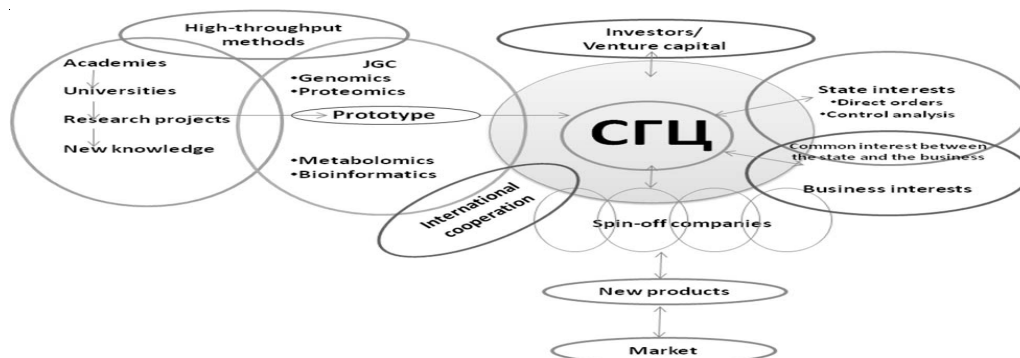 High-throughput
methods
Academies
Universities
Research projects
New knowledge
JGC
•Genomics
•Proteomics
Prototype
•Metabolomics
•Bioinformatics
International
cooperation
Investors/
Venture capital
СГЦ
State interests
•Direct orders
•Control analysis
Common interest between
the state and the business
Business interests
Spin-off companies
New products
Market